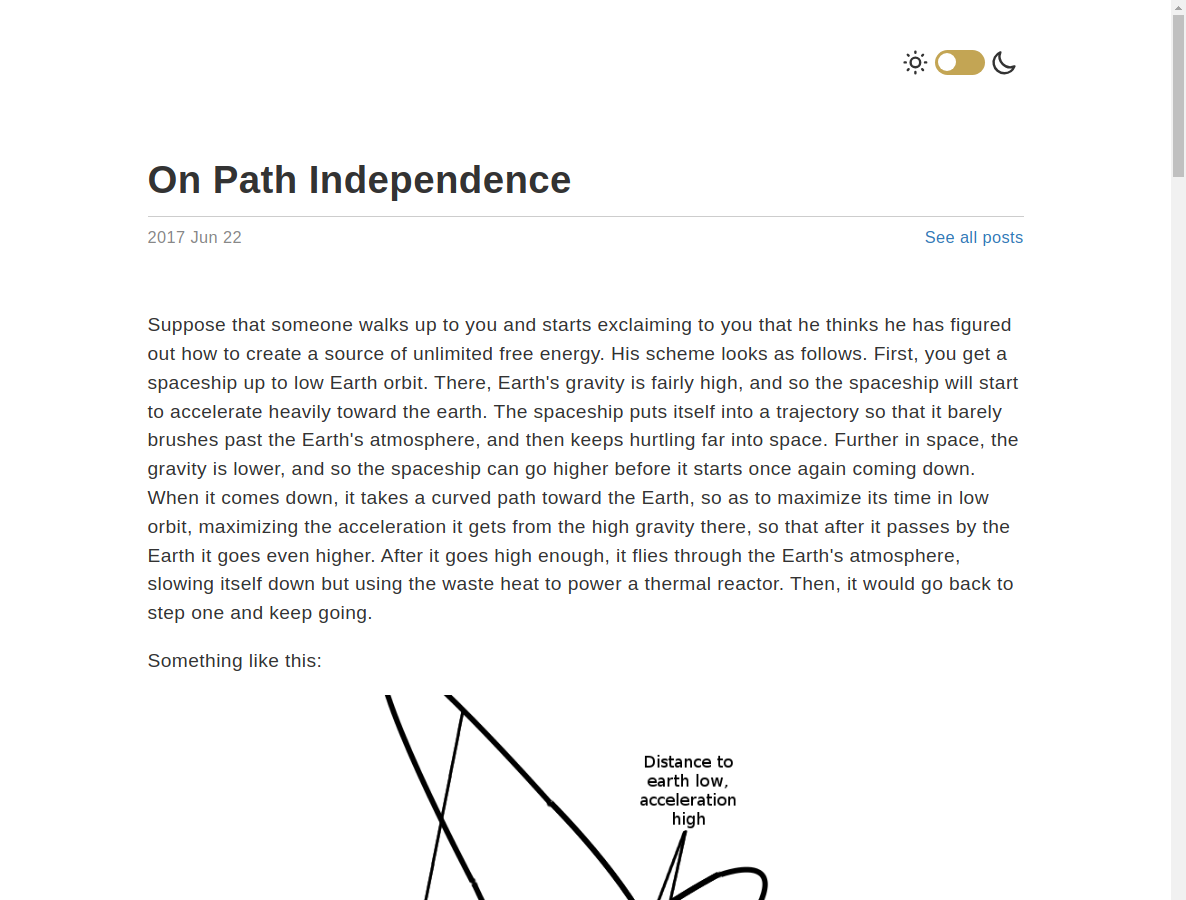 On Path Independence
2017 Jun 22
See all posts
Suppose that someone walks up to you and starts exclaiming to you that he thinks he has figured
out how to create a source of unlimited free energy. His scheme looks as follows. First, you get a
spaceship up to low Earth orbit. There, Earth's gravity is fairly high, and so the spaceship will start
to accelerate heavily toward the earth. The spaceship puts itself into a trajectory so that it barely
brushes past the Earth's atmosphere, and then keeps hurtling far into space. Further in space, the
gravity is lower, and so the spaceship can go higher before it starts once again coming down.
When it comes down, it takes a curved path toward the Earth, so as to maximize its time in low
orbit, maximizing the acceleration it gets from the high gravity there, so that after it passes by the
Earth it goes even higher. After it goes high enough, it flies through the Earth's atmosphere,
slowing itself down but using the waste heat to power a thermal reactor. Then, it would go back to
step one and keep going.
Something like this:
Distance to
earth low,
acceleration
high